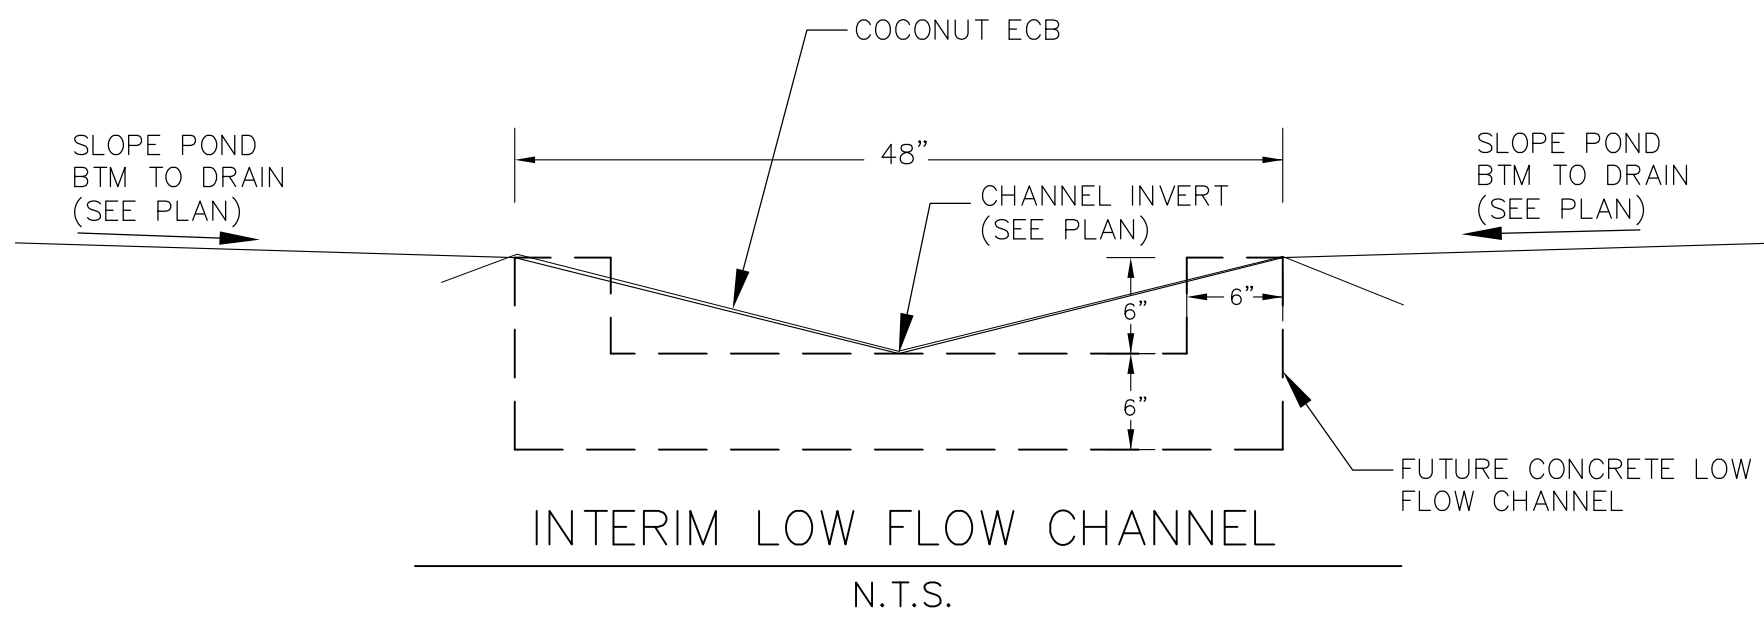 COCONUT ECB
SLOPE POND
BTM TO DRAIN
(SEE PLAN)
48”
CHANNEL INVERT
(SEE PLAN)
SLOPE POND
BTM TO DRAIN
(SEE PLAN)
6”
6”
6”
FUTURE CONCRETE LOW
FLOW CHANNEL
INTERIM LOW FLOW CHANNEL
N.T.S.